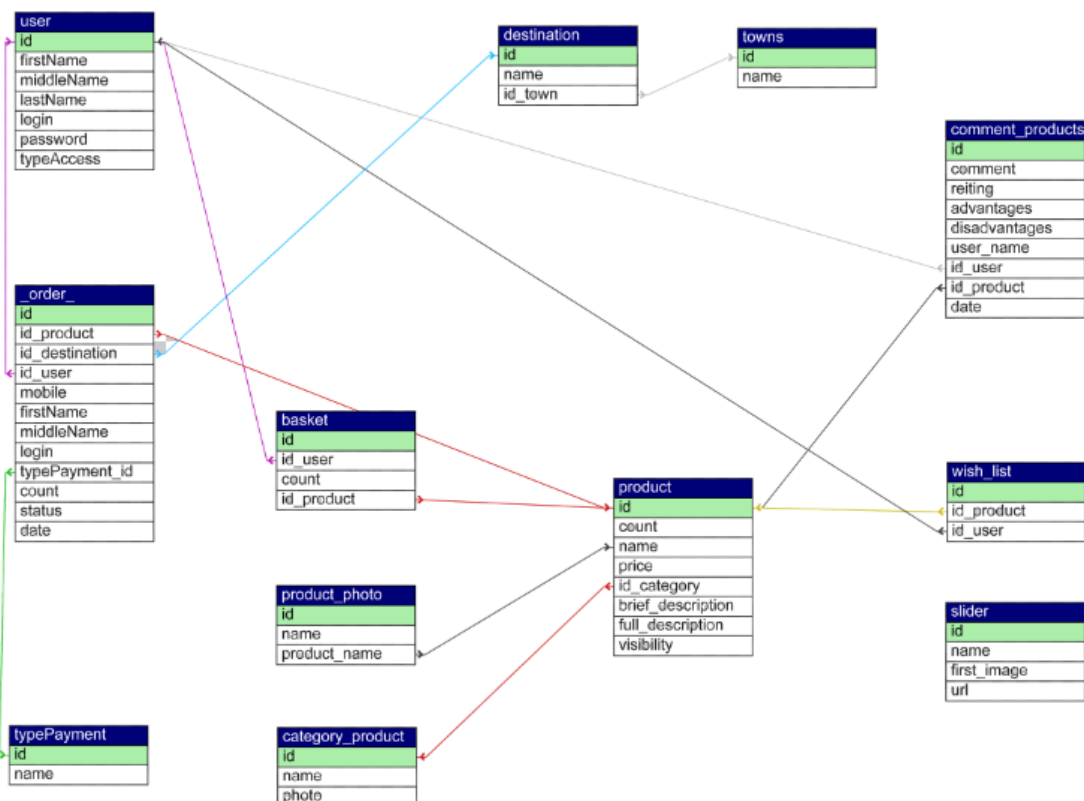 user
id
firstName
middleName
lastName
login
password
typeAccess
destination
id
name
id_town
towns
id
name
comment_products
id
comment
reiting
advantages
disadvantages
user_name
id_user
id_product
date
_order_
id
id_product
id_destination
id_user
mobile
firstName
middleName
login
typePayment_id
count
status
date
basket
id
id_user
count
id_product
product
id
count
name
price
id_category
brief_description
full_description
visibility
wish_list
id
id_product
id_user
product_photo
id
name
product_name
slider
id
name
first_image
url
typePayment
id
name
category_product
id
name
photo